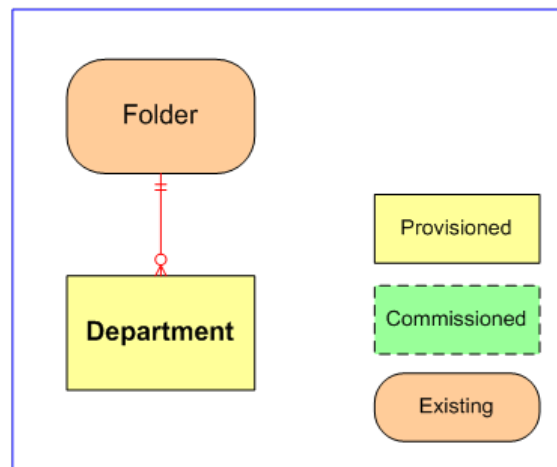 Folder
Department
Provisioned
Commissioned
Existing